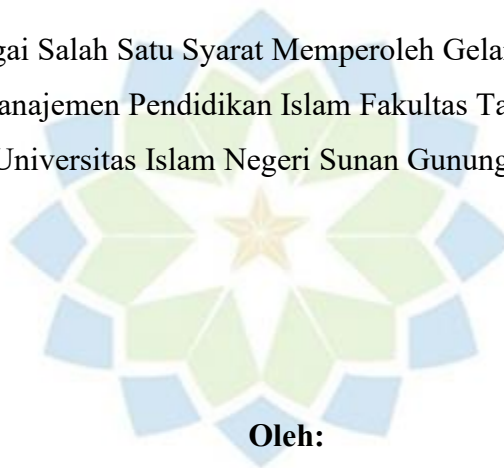 gai Salah Satu Syarat Memperoleh Gela
anajemen Pendidikan Islam Fakultas Ta
Universitas Islam Negeri Sunan Gunung
Oleh: